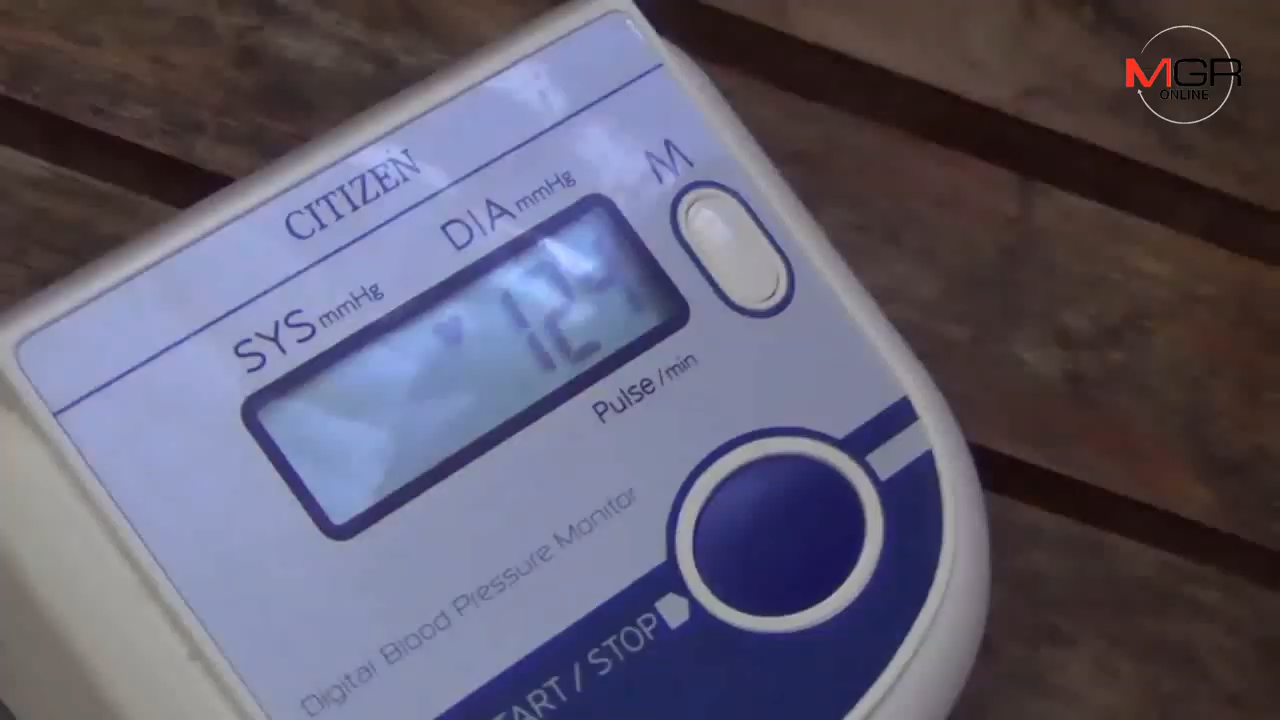 MGR
ONLINE
CITIZEN
SYS mmHg
DIA mmHg
M
124
Pulse /min
Digital Blood Pressure Monitor
START / STOP